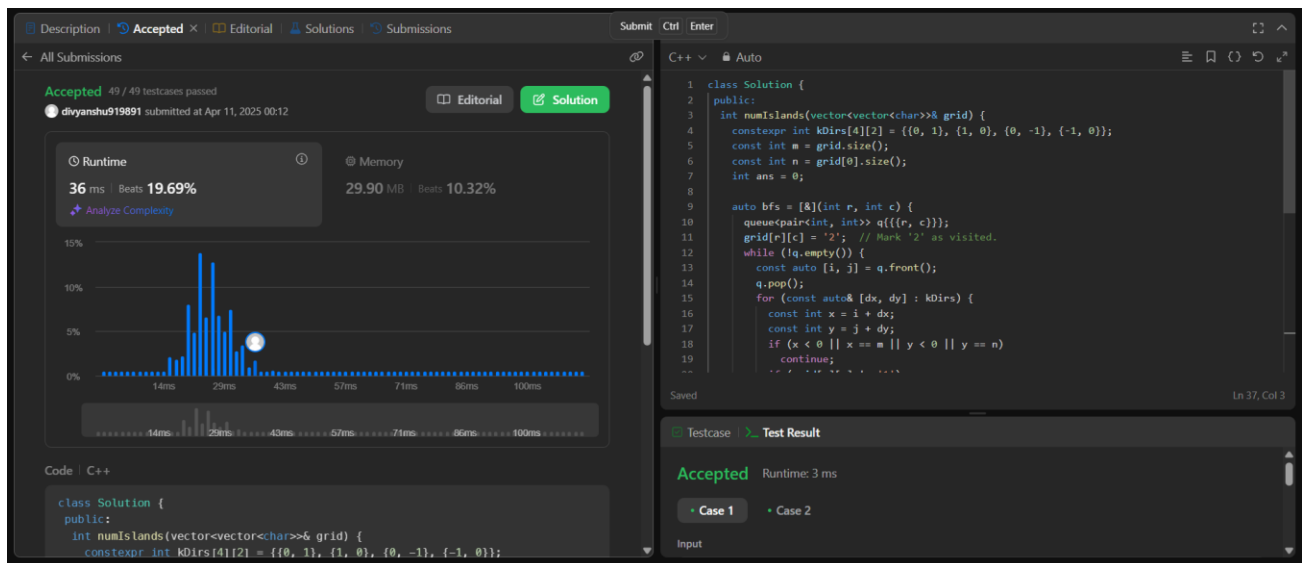 Description | Accepted × | Editorial | Solutions | Submissions
Submit Ctrl Enter
← All Submissions
Accepted 49 / 49 testcases passed
divyanshu919891 submitted at Apr 11, 2025 00:12
Editorial
Solution
Runtime
36 ms | Beats 19.69%
Analyze Complexity
Memory
29.90 MB | Beats 10.32%
15%
10%
5%
0%
14ms 29ms 43ms 57ms 71ms 86ms 100ms
14ms 29ms 43ms 57ms 71ms 86ms 100ms
Code | C++
class Solution {
public:
int numIslands(vector<vector<char>>& grid) {
constexpr int kDirs[4][2] = {{0, 1}, {1, 0}, {0, -1}, {-1, 0}};
C++ Auto
1 class Solution {
2 public:
3 int numIslands(vector<vector<char>>& grid) {
4 constexpr int kDirs[4][2] = {{0, 1}, {1, 0}, {0, -1}, {-1, 0}};
5 const int m = grid.size();
6 const int n = grid[0].size();
7 int ans = 0;
8
9 auto bfs = [&](int r, int c) {
10 queue<pair<int, int>> q{{{r, c}}};
11 grid[r][c] = '2'; // Mark '2' as visited.
12 while (!q.empty()) {
13 const auto [i, j] = q.front();
14 q.pop();
15 for (const auto& [dx, dy] : kDirs) {
16 const int x = i + dx;
17 const int y = j + dy;
18 if (x < 0 || x == m || y < 0 || y == n)
19 continue;
Saved
Ln 37, Col 3
Testcase | >_ Test Result
Accepted Runtime: 3 ms
• Case 1 • Case 2
Input